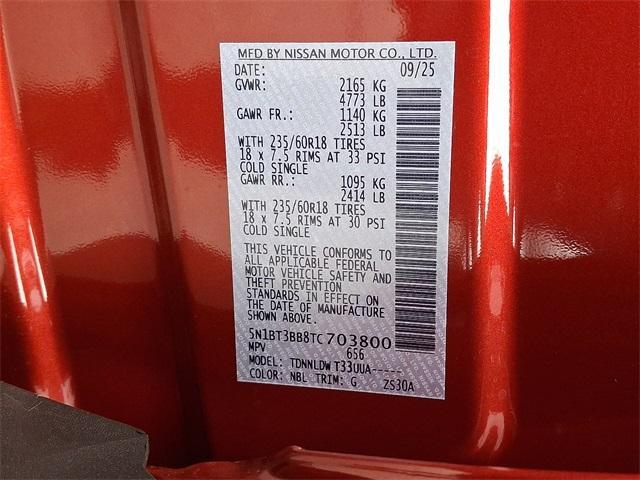 MFD BY NISSAN MOTOR CO., LTD.
DATE: 09/25
GVWR: 2165 KG
4773 LB
GAWR FR.: 1140 KG
2513 LB
WITH 235/60R18 TIRES
18 x 7.5 RIMS AT 33 PSI
COLD SINGLE
GAWR RR.: 1095 KG
2414 LB
WITH 235/60R18 TIRES
18 x 7.5 RIMS AT 30 PSI
COLD SINGLE
THIS VEHICLE CONFORMS TO
ALL APPLICABLE FEDERAL
MOTOR VEHICLE SAFETY AND
THEFT PREVENTION
STANDARDS IN EFFECT ON
THE DATE OF MANUFACTURE
SHOWN ABOVE.
5N1BT3BB8TC703800
MPV 656
MODEL: TDNNLDWT33UUA-----
COLOR: NBL TRIM: G ZS30A